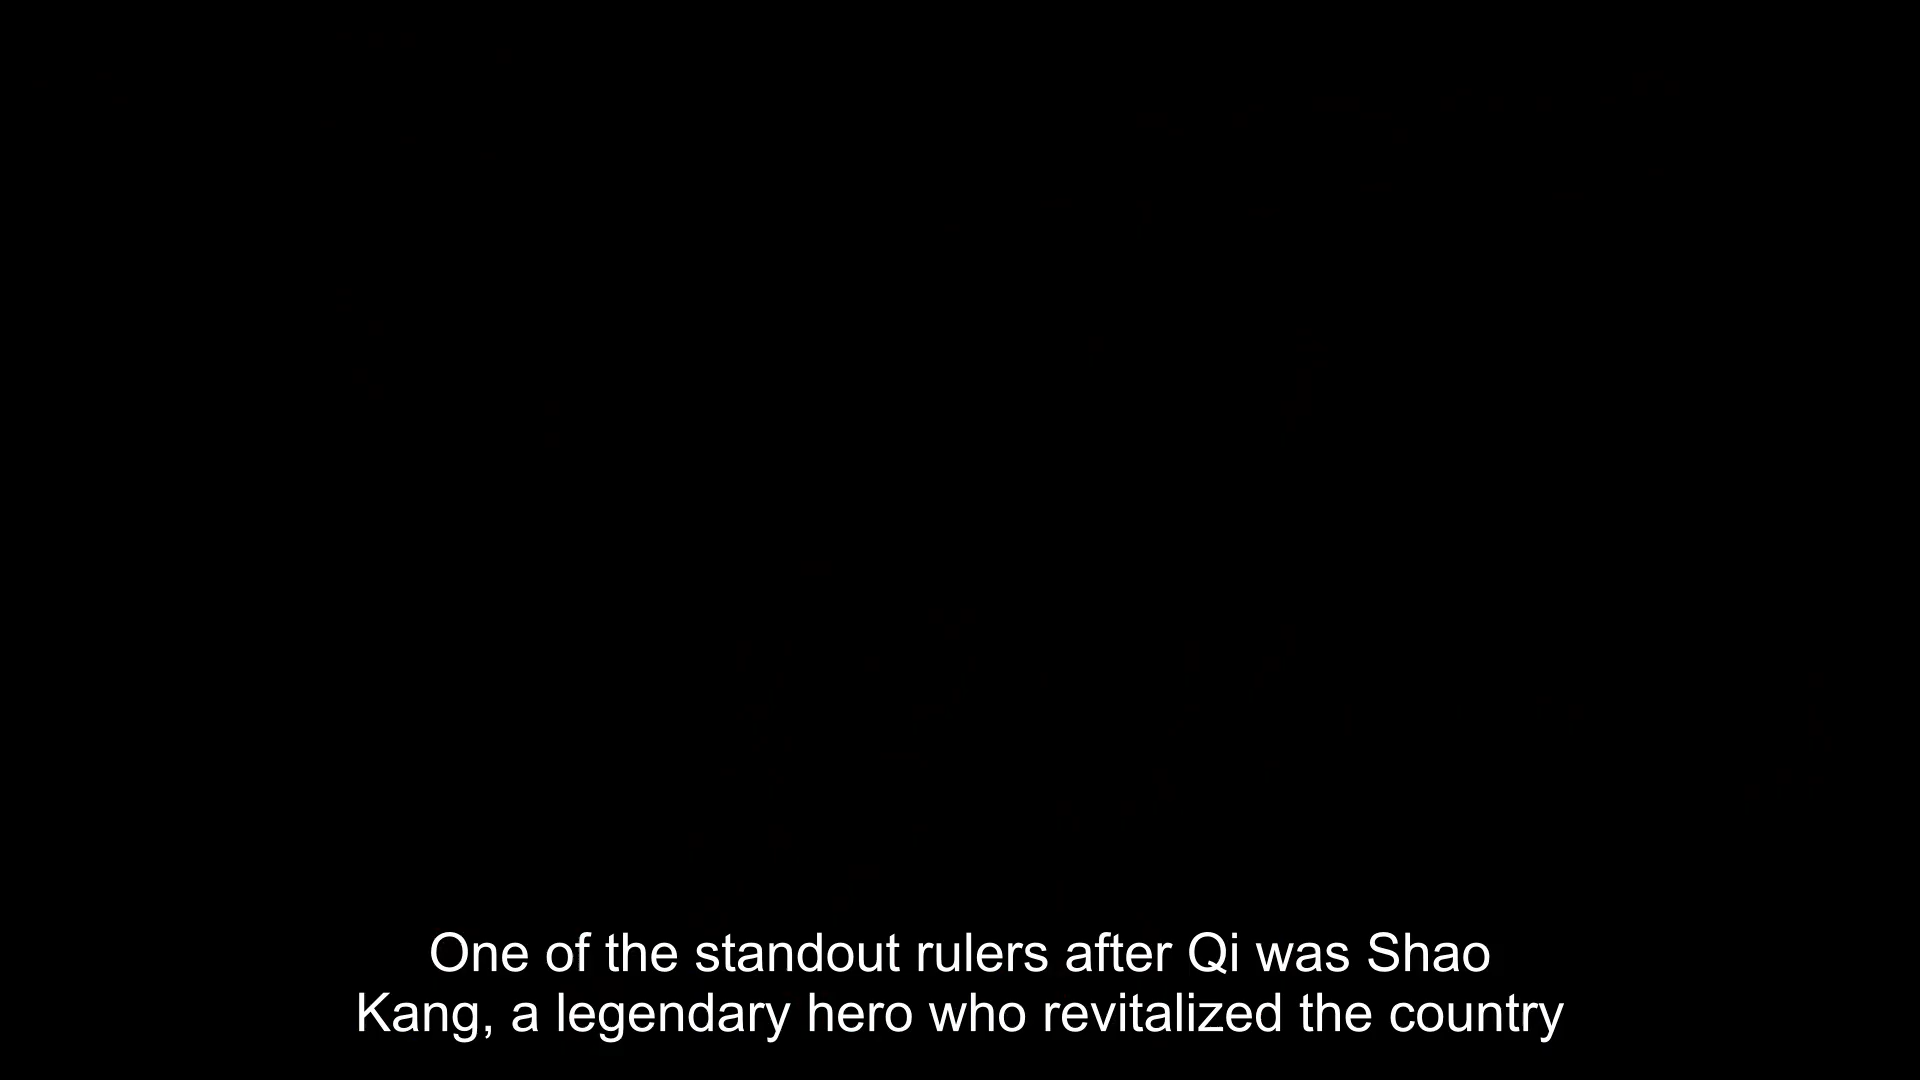 One of the standout rulers after Qi was Shao
Kang, a legendary hero who revitalized the country